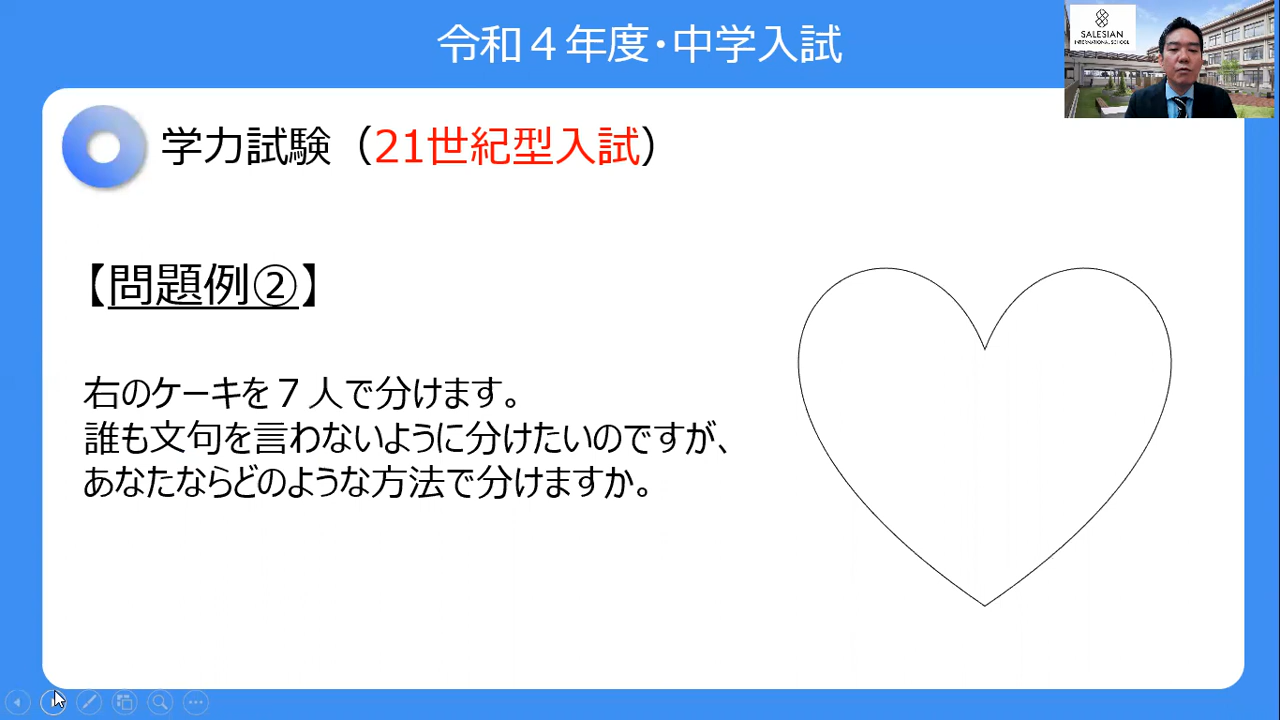 令和４年度・中学入試
SALESIAN
INTERNATIONAL SCHOOL
学力試験（21世紀型入試）
【問題例②】
右のケーキを７人で分けます。
誰も文句を言わないように分けたいのですが、
あなたならどのような方法で分けますか。